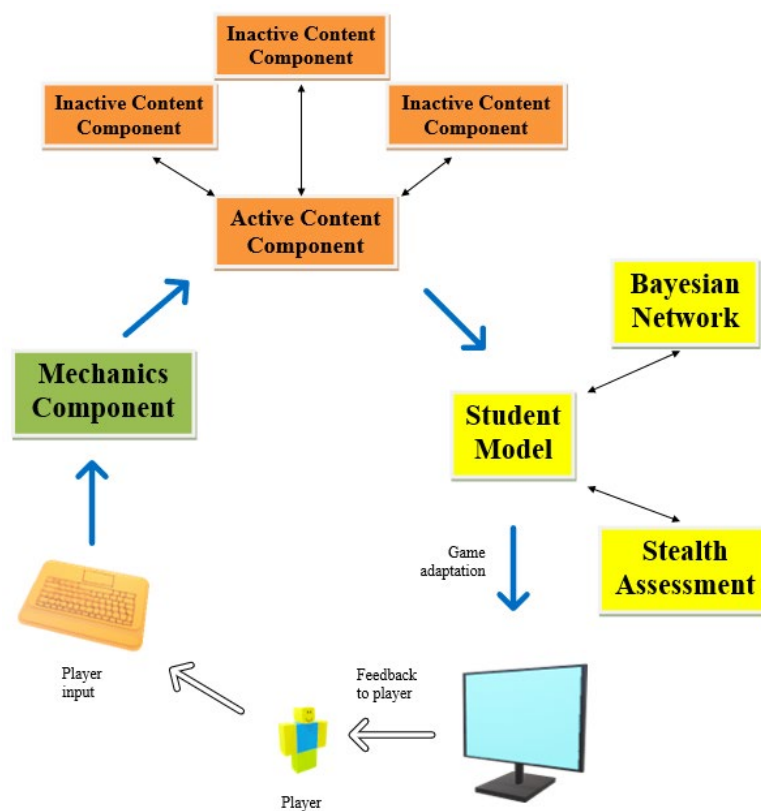 Inactive Content
Component
Inactive Content
Component
Inactive Content
Component
Active Content
Component
Bayesian
Network
Mechanics
Component
Student
Model
Stealth
Assessment
Game
adaptation
Player
input
Feedback
to player
Player